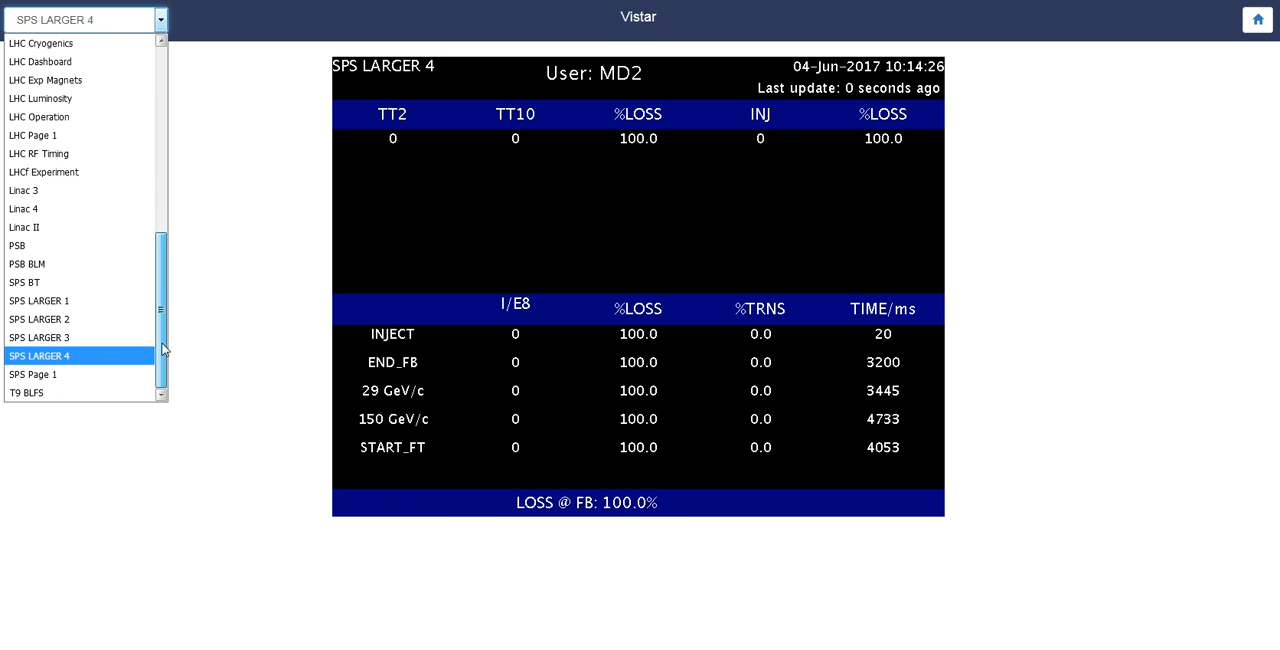 SPS LARGER 4
Vistar
LHC Cryogenics
LHC Dashboard
LHC Exp Magnets
LHC Luminosity
LHC Operation
LHC Page 1
LHC RF Timing
LHCf Experiment
Linac 3
Linac 4
Linac II
PSB
PSB BLM
SPS BT
SPS LARGER 1
SPS LARGER 2
SPS LARGER 3
SPS LARGER 4
SPS Page 1
T9 BLFS
SPS LARGER 4 User: MD2 04-Jun-2017 10:14:26
Last update: 0 seconds ago
TT2 TT10 %LOSS INJ %LOSS
0 0 100.0 0 100.0
I/E8 %LOSS %TRNS TIME/ms
INJECT 0 100.0 0.0 20
END_FB 0 100.0 0.0 3200
29 GeV/c 0 100.0 0.0 3445
150 GeV/c 0 100.0 0.0 4733
START_FT 0 100.0 0.0 4053
LOSS @ FB: 100.0%